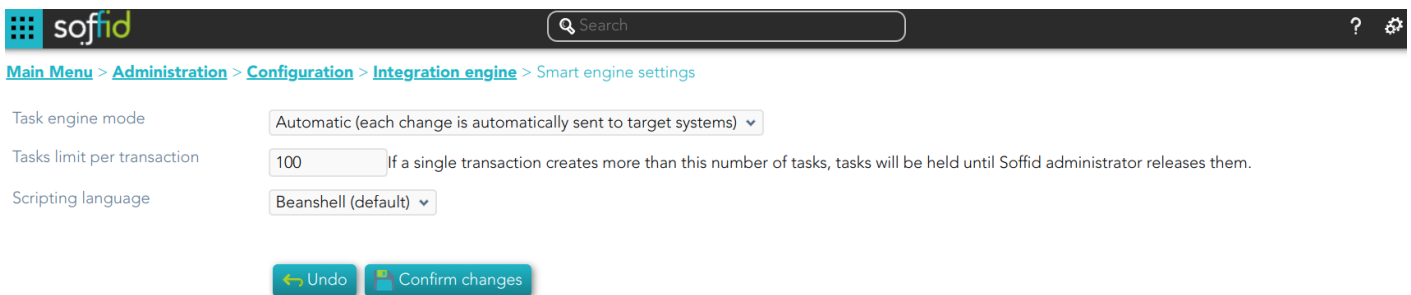 soffid
Search
?
Main Menu > Administration > Configuration > Integration engine > Smart engine settings
Task engine mode
Automatic (each change is automatically sent to target systems)
Tasks limit per transaction
100 If a single transaction creates more than this number of tasks, tasks will be held until Soffid administrator releases them.
Scripting language
Beanshell (default)
Undo
Confirm changes